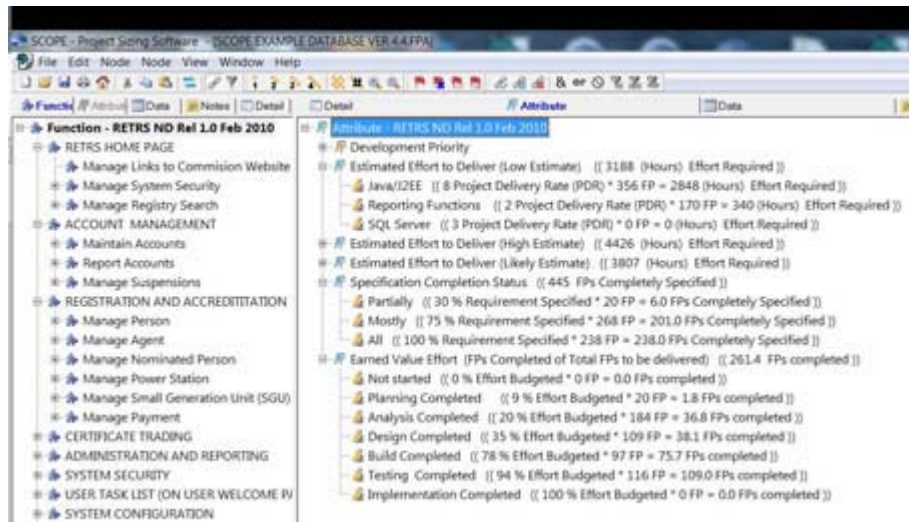 SCOPE - Project Sizing Software - [SCOPE EXAMPLE DATABASE VER 4.4.FPA]
File Edit Node Node View Window Help
& or
Functi Attribut Data Notes Detail
Detail Attribute Data
Function - RETRS ND Rel 1.0 Feb 2010
RETRS HOME PAGE
Manage Links to Commision Website
Manage System Security
Manage Registry Search
ACCOUNT MANAGEMENT
Maintain Accounts
Report Accounts
Manage Suspensions
REGISTRATION AND ACCREDITITATION
Manage Person
Manage Agent
Manage Nominated Person
Manage Power Station
Manage Small Generation Unit (SGU)
Manage Payment
CERTIFICATE TRADING
ADMINISTRATION AND REPORTING
SYSTEM SECURITY
USER TASK LIST (ON USER WELCOME PA
SYSTEM CONFIGURATION
Attribute - RETRS ND Rel 1.0 Feb 2010
Development Priority
Estimated Effort to Deliver (Low Estimate) (( 3188 (Hours) Effort Required ))
Java/J2EE (( 8 Project Delivery Rate (PDR) * 356 FP = 2848 (Hours) Effort Required ))
Reporting Functions (( 2 Project Delivery Rate (PDR) * 170 FP = 340 (Hours) Effort Required ))
SQL Server (( 3 Project Delivery Rate (PDR) * 0 FP = 0 (Hours) Effort Required ))
Estimated Effort to Deliver (High Estimate) (( 4426 (Hours) Effort Required ))
Estimated Effort to Deliver (Likely Estimate) (( 3807 (Hours) Effort Required ))
Specification Completion Status (( 445 FPs Completely Specified ))
Partially (( 30 % Requirement Specified * 20 FP = 6.0 FPs Completely Specified ))
Mostly (( 75 % Requirement Specified * 268 FP = 201.0 FPs Completely Specified ))
All (( 100 % Requirement Specified * 238 FP = 238.0 FPs Completely Specified ))
Earned Value Effort (FPs Completed of Total FPs to be delivered) (( 261.4 FPs completed ))
Not started (( 0 % Effort Budgeted * 0 FP = 0.0 FPs completed ))
Planning Completed (( 9 % Effort Budgeted * 20 FP = 1.8 FPs completed ))
Analysis Completed (( 20 % Effort Budgeted * 184 FP = 36.8 FPs completed ))
Design Completed (( 35 % Effort Budgeted * 109 FP = 38.1 FPs completed ))
Build Completed (( 78 % Effort Budgeted * 97 FP = 75.7 FPs completed ))
Testing Completed (( 94 % Effort Budgeted * 116 FP = 109.0 FPs completed ))
Implementation Completed (( 100 % Effort Budgeted * 0 FP = 0.0 FPs completed ))